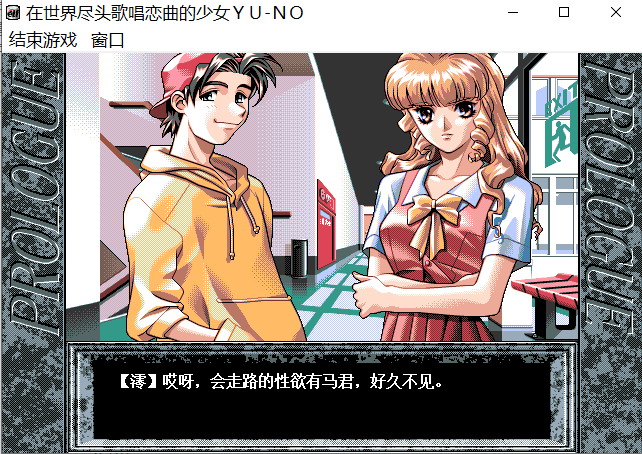 在世界尽头歌唱恋曲的少女ＹＵ-ＮＯ
结束游戏 窗口
PROLOGUE
PROLOGUE
EXIT
【澪】哎呀，会走路的性欲有马君，好久不见。